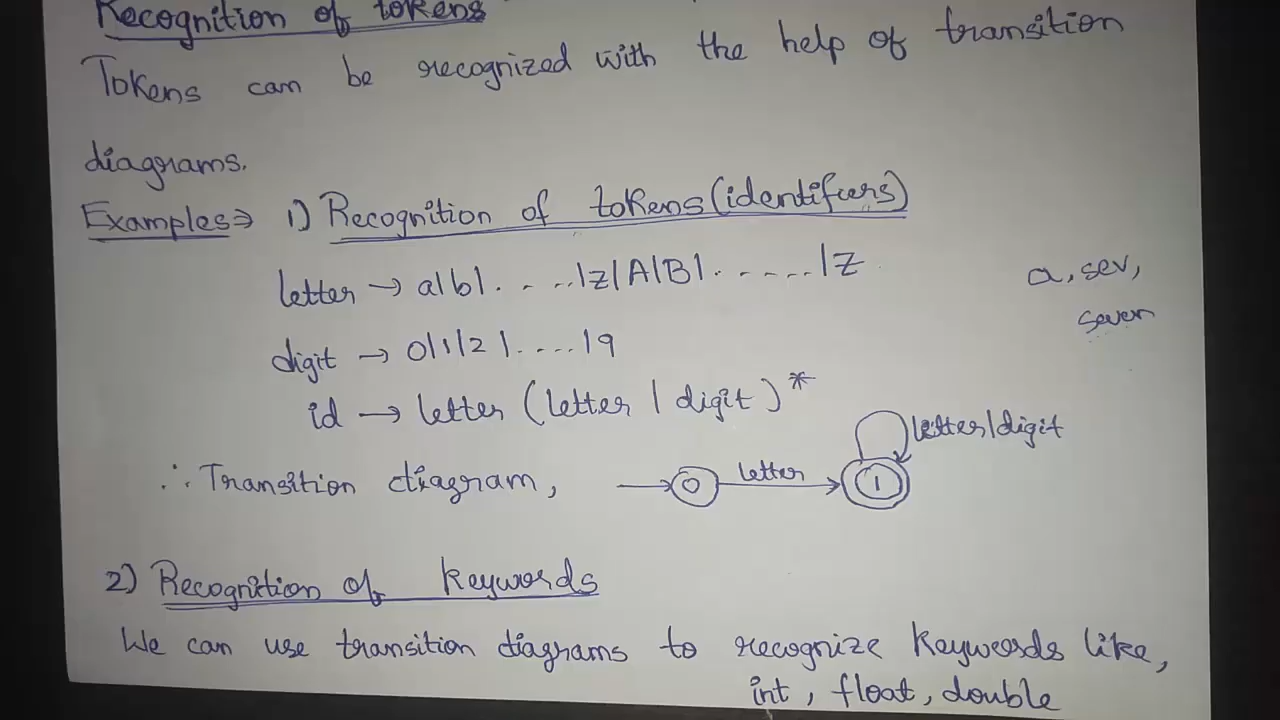 Recognition of tokens
Tokens can be recognized with the help of transition
diagrams.
Examples⇒ 1) Recognition of tokens(identifiers)
letter → a|b|. . ...|z|A|B|. .....|Z
a, sev,
seven
digit → 0|1|2|.....|9
id → letter (letter | digit)*
letter/digit
∴ Transition diagram, → 0 letter → 1
2) Recognition of keywords
We can use transition diagrams to recognize keywords like,
int, float, double